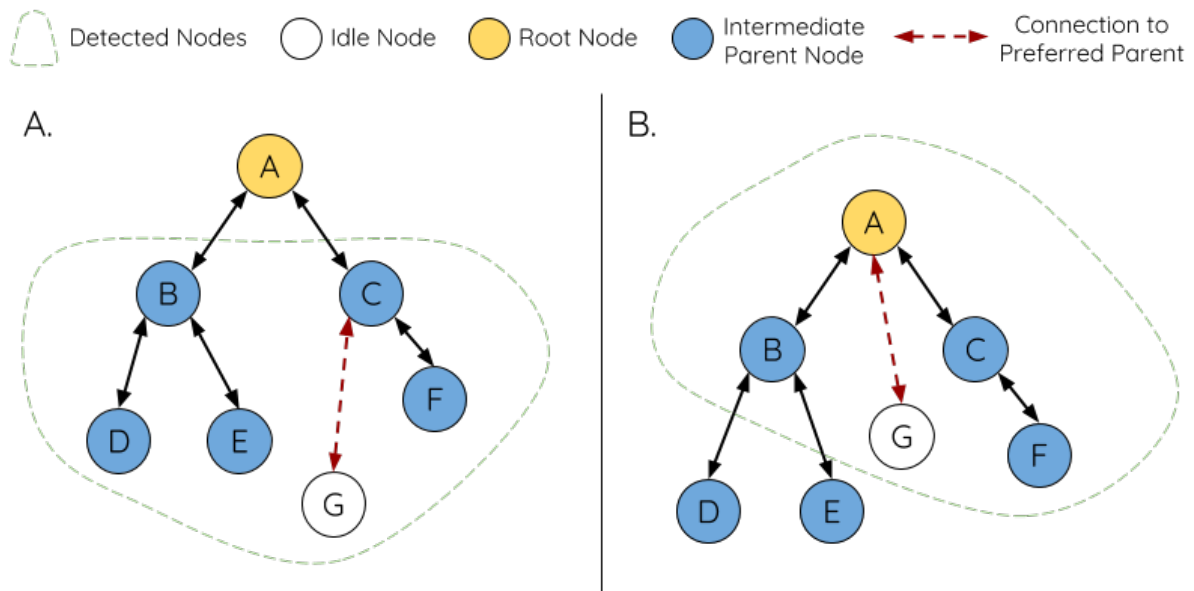 Detected Nodes
Idle Node
Root Node
Intermediate
Parent Node
Connection to
Preferred Parent
A.
A
B
C
D
E
F
G
B.
A
B
C
G
F
D
E